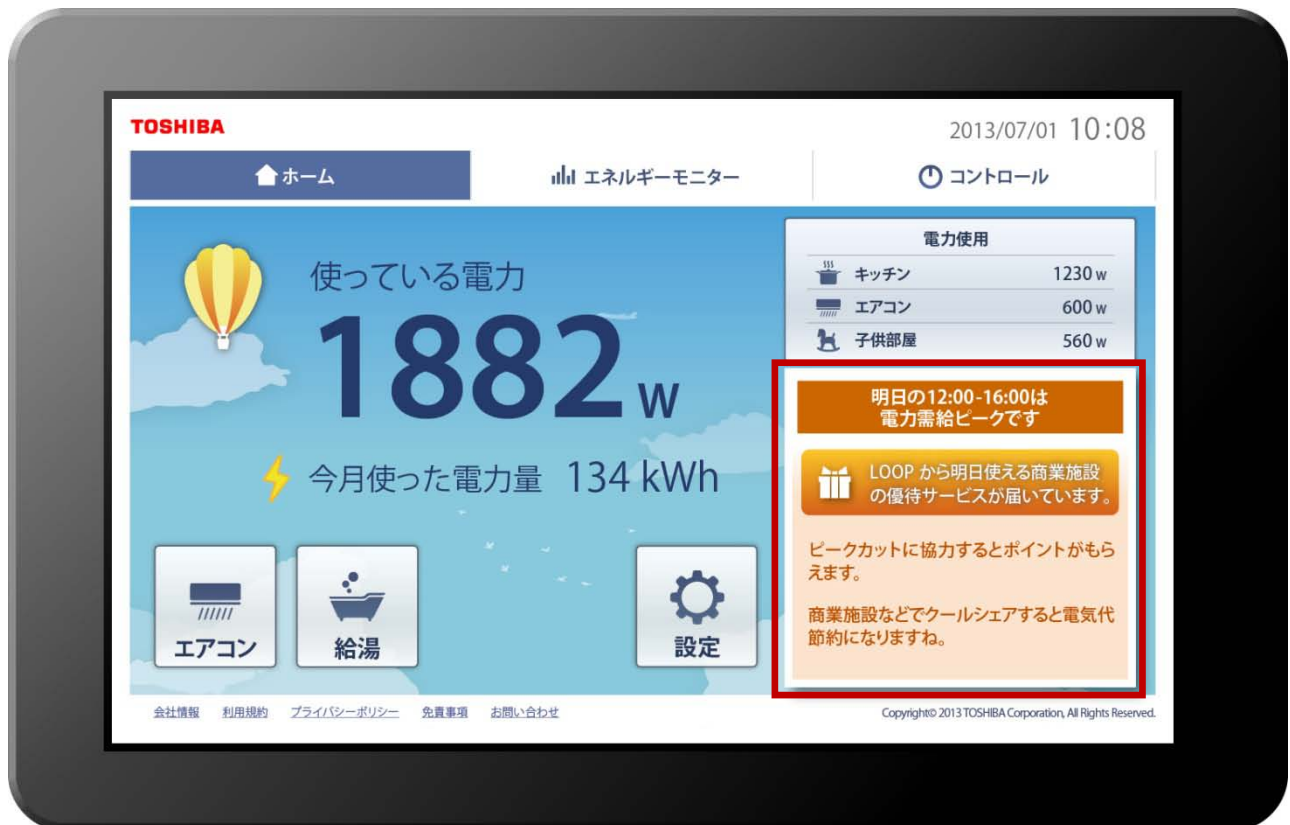 TOSHIBA
2013/07/01 10:08
ホーム
エネルギーモニター
コントロール
使っている電力
1882 w
今月使った電力量 134 kWh
エアコン
給湯
設定
電力使用
キッチン 1230 w
エアコン 600 w
子供部屋 560 w
明日の12:00-16:00は
電力需給ピークです
LOOP から明日使える商業施設
の優待サービスが届いています。
ピークカットに協力するとポイントがもら
えます。
商業施設などでクールシェアすると電気代
節約になりますね。
会社情報 利用規約 プライバシーポリシー 免責事項 お問い合わせ
Copyright© 2013 TOSHIBA Corporation, All Rights Reserved.